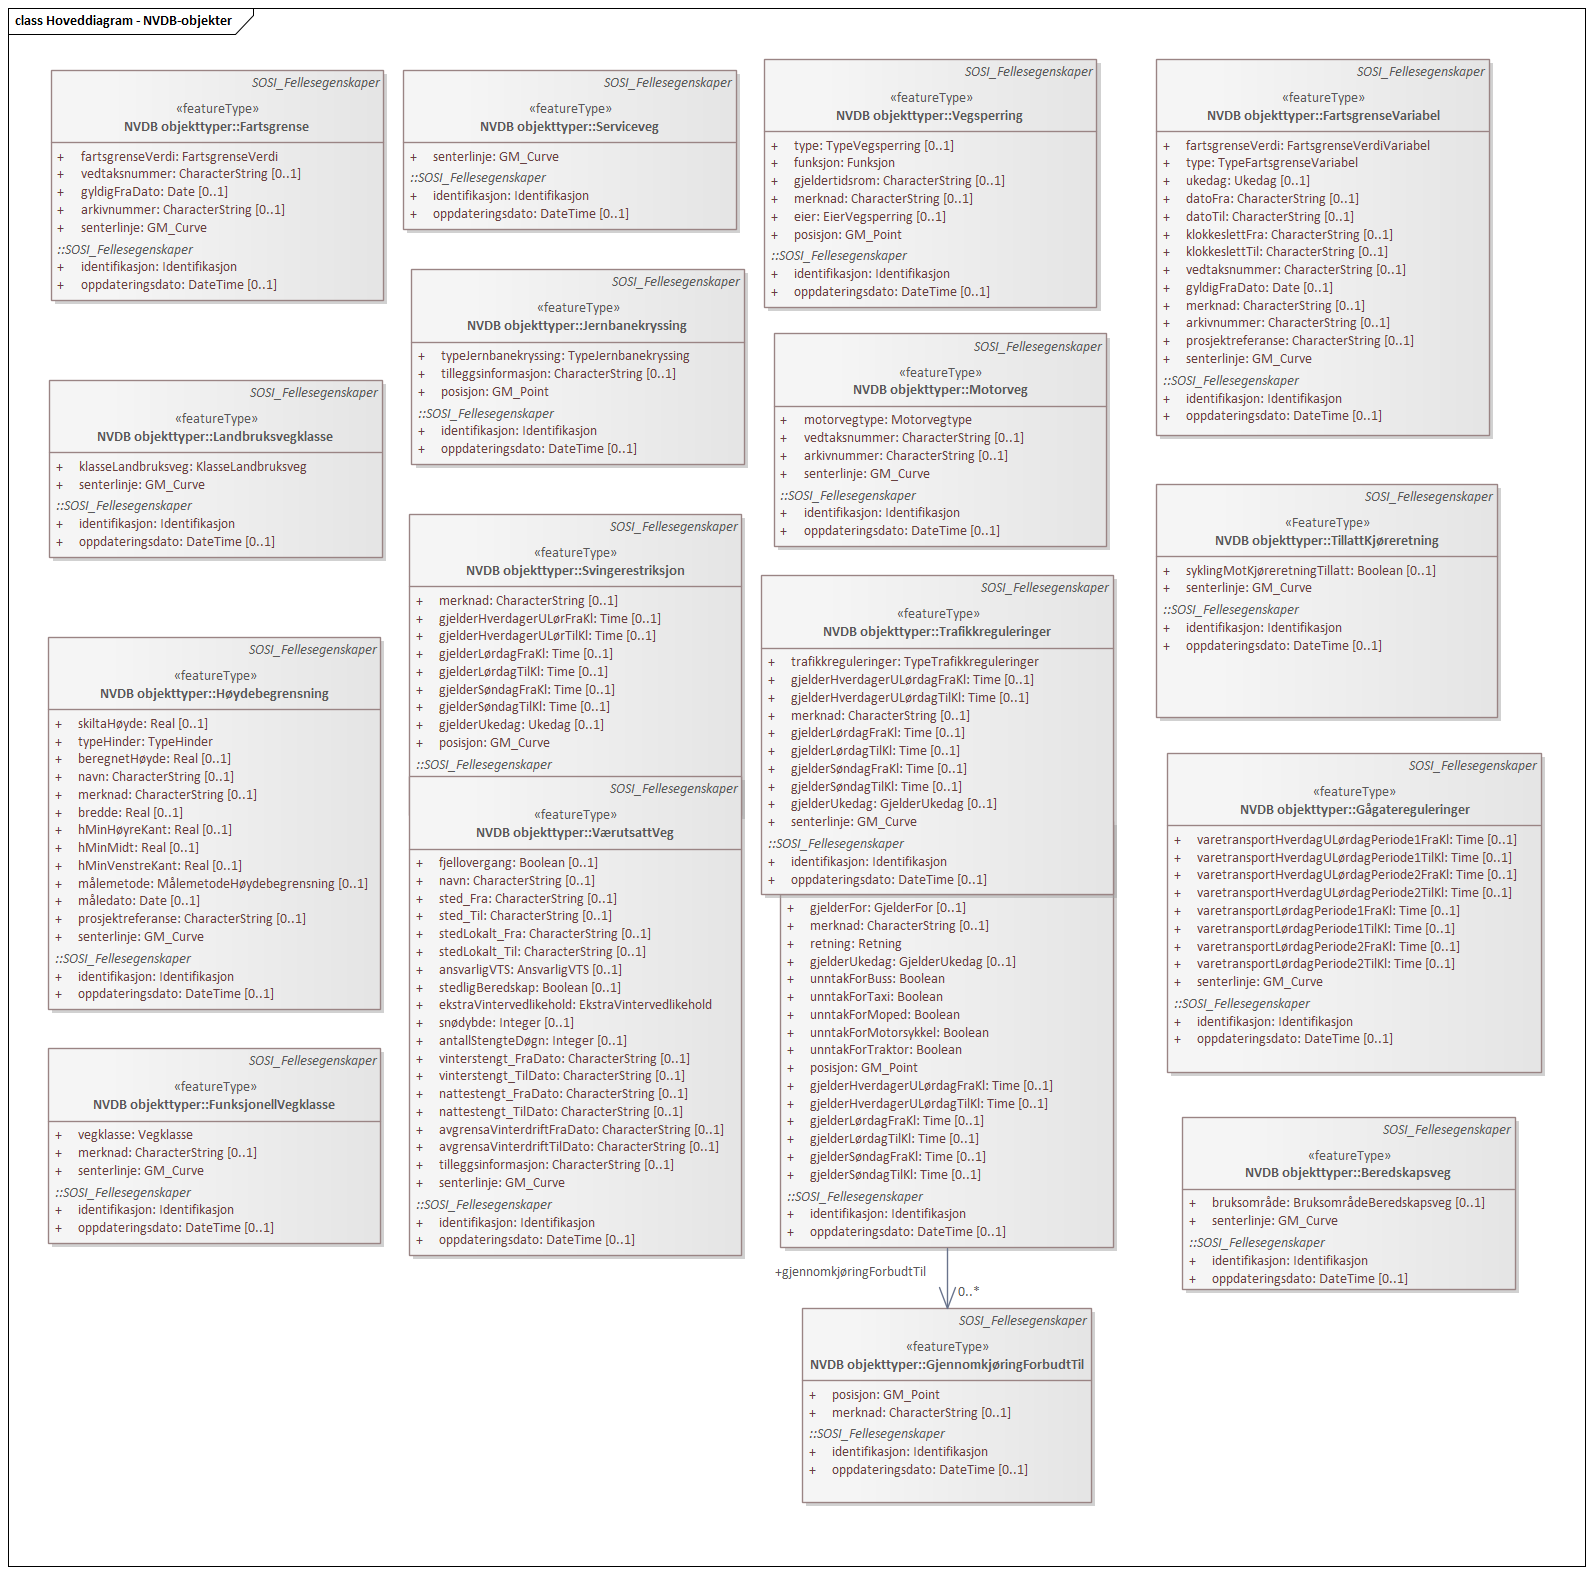 class Hoveddiagram - NVDB-objekter
SOSI_Fellesegenskaper
«featureType»
NVDB objekttyper::Fartsgrense
+ fartsgrenseVerdi: FartsgrenseVerdi
+ vedtaksnummer: CharacterString [0..1]
+ gyldigFraDato: Date [0..1]
+ arkivnummer: CharacterString [0..1]
+ senterlinje: GM_Curve
::SOSI_Fellesegenskaper
+ identifikasjon: Identifikasjon
+ oppdateringsdato: DateTime [0..1]
SOSI_Fellesegenskaper
«featureType»
NVDB objekttyper::Landbruksvegklasse
+ klasseLandbruksveg: KlasseLandbruksveg
+ senterlinje: GM_Curve
::SOSI_Fellesegenskaper
+ identifikasjon: Identifikasjon
+ oppdateringsdato: DateTime [0..1]
SOSI_Fellesegenskaper
«featureType»
NVDB objekttyper::Høydebegrensning
+ skiltaHøyde: Real [0..1]
+ typeHinder: TypeHinder
+ beregnetHøyde: Real [0..1]
+ navn: CharacterString [0..1]
+ merknad: CharacterString [0..1]
+ bredde: Real [0..1]
+ hMinHøyreKant: Real [0..1]
+ hMinMidt: Real [0..1]
+ hMinVenstreKant: Real [0..1]
+ målemetode: MålemetodeHøydebegrensning [0..1]
+ måledato: Date [0..1]
+ prosjektreferanse: CharacterString [0..1]
+ senterlinje: GM_Curve
::SOSI_Fellesegenskaper
+ identifikasjon: Identifikasjon
+ oppdateringsdato: DateTime [0..1]
SOSI_Fellesegenskaper
«featureType»
NVDB objekttyper::FunksjonellVegklasse
+ vegklasse: Vegklasse
+ merknad: CharacterString [0..1]
+ senterlinje: GM_Curve
::SOSI_Fellesegenskaper
+ identifikasjon: Identifikasjon
+ oppdateringsdato: DateTime [0..1]
SOSI_Fellesegenskaper
«featureType»
NVDB objekttyper::Serviceveg
+ senterlinje: GM_Curve
::SOSI_Fellesegenskaper
+ identifikasjon: Identifikasjon
+ oppdateringsdato: DateTime [0..1]
SOSI_Fellesegenskaper
«featureType»
NVDB objekttyper::Jernbanekryssing
+ typeJernbanekryssing: TypeJernbanekryssing
+ tilleggsinformasjon: CharacterString [0..1]
+ posisjon: GM_Point
::SOSI_Fellesegenskaper
+ identifikasjon: Identifikasjon
+ oppdateringsdato: DateTime [0..1]
SOSI_Fellesegenskaper
«featureType»
NVDB objekttyper::Svingerestriksjon
+ merknad: CharacterString [0..1]
+ gjelderHverdagerULørFraKl: Time [0..1]
+ gjelderHverdagerULørTilKl: Time [0..1]
+ gjelderLørdagFraKl: Time [0..1]
+ gjelderLørdagTilKl: Time [0..1]
+ gjelderSøndagFraKl: Time [0..1]
+ gjelderSøndagTilKl: Time [0..1]
+ gjelderUkedag: Ukedag [0..1]
+ posisjon: GM_Curve
::SOSI_Fellesegenskaper
SOSI_Fellesegenskaper
«featureType»
NVDB objekttyper::VærutsattVeg
+ fjellovergang: Boolean [0..1]
+ navn: CharacterString [0..1]
+ sted_Fra: CharacterString [0..1]
+ sted_Til: CharacterString [0..1]
+ stedLokalt_Fra: CharacterString [0..1]
+ stedLokalt_Til: CharacterString [0..1]
+ ansvarligVTS: AnsvarligVTS [0..1]
+ stedligBeredskap: Boolean [0..1]
+ ekstraVintervedlikehold: EkstraVintervedlikehold
+ snødybde: Integer [0..1]
+ antallStengteDøgn: Integer [0..1]
+ vinterstengt_FraDato: CharacterString [0..1]
+ vinterstengt_TilDato: CharacterString [0..1]
+ nattestengt_FraDato: CharacterString [0..1]
+ nattestengt_TilDato: CharacterString [0..1]
+ avgrensaVinterdriftFraDato: CharacterString [0..1]
+ avgrensaVinterdriftTilDato: CharacterString [0..1]
+ tilleggsinformasjon: CharacterString [0..1]
+ senterlinje: GM_Curve
::SOSI_Fellesegenskaper
+ identifikasjon: Identifikasjon
+ oppdateringsdato: DateTime [0..1]
SOSI_Fellesegenskaper
«featureType»
NVDB objekttyper::Vegsperring
+ type: TypeVegsperring [0..1]
+ funksjon: Funksjon
+ gjeldertidsrom: CharacterString [0..1]
+ merknad: CharacterString [0..1]
+ eier: EierVegsperring [0..1]
+ posisjon: GM_Point
::SOSI_Fellesegenskaper
+ identifikasjon: Identifikasjon
+ oppdateringsdato: DateTime [0..1]
SOSI_Fellesegenskaper
«featureType»
NVDB objekttyper::Motorveg
+ motorvegtype: Motorvegtype
+ vedtaksnummer: CharacterString [0..1]
+ arkivnummer: CharacterString [0..1]
+ senterlinje: GM_Curve
::SOSI_Fellesegenskaper
+ identifikasjon: Identifikasjon
+ oppdateringsdato: DateTime [0..1]
SOSI_Fellesegenskaper
«featureType»
NVDB objekttyper::Trafikkreguleringer
+ trafikkreguleringer: TypeTrafikkreguleringer
+ gjelderHverdagerULørdagFraKl: Time [0..1]
+ gjelderHverdagerULørdagTilKl: Time [0..1]
+ merknad: CharacterString [0..1]
+ gjelderLørdagFraKl: Time [0..1]
+ gjelderLørdagTilKl: Time [0..1]
+ gjelderSøndagFraKl: Time [0..1]
+ gjelderSøndagTilKl: Time [0..1]
+ gjelderUkedag: GjelderUkedag [0..1]
+ senterlinje: GM_Curve
::SOSI_Fellesegenskaper
+ identifikasjon: Identifikasjon
+ oppdateringsdato: DateTime [0..1]
+ gjelderFor: GjelderFor [0..1]
+ merknad: CharacterString [0..1]
+ retning: Retning
+ gjelderUkedag: GjelderUkedag [0..1]
+ unntakForBuss: Boolean
+ unntakForTaxi: Boolean
+ unntakForMoped: Boolean
+ unntakForMotorsykkel: Boolean
+ unntakForTraktor: Boolean
+ posisjon: GM_Point
+ gjelderHverdagerULørdagFraKl: Time [0..1]
+ gjelderHverdagerULørdagTilKl: Time [0..1]
+ gjelderLørdagFraKl: Time [0..1]
+ gjelderLørdagTilKl: Time [0..1]
+ gjelderSøndagFraKl: Time [0..1]
+ gjelderSøndagTilKl: Time [0..1]
::SOSI_Fellesegenskaper
+ identifikasjon: Identifikasjon
+ oppdateringsdato: DateTime [0..1]
+gjennomkjøringForbudtTil
0..*
SOSI_Fellesegenskaper
«featureType»
NVDB objekttyper::GjennomkjøringForbudtTil
+ posisjon: GM_Point
+ merknad: CharacterString [0..1]
::SOSI_Fellesegenskaper
+ identifikasjon: Identifikasjon
+ oppdateringsdato: DateTime [0..1]
SOSI_Fellesegenskaper
«featureType»
NVDB objekttyper::FartsgrenseVariabel
+ fartsgrenseVerdi: FartsgrenseVerdiVariabel
+ type: TypeFartsgrenseVariabel
+ ukedag: Ukedag [0..1]
+ datoFra: CharacterString [0..1]
+ datoTil: CharacterString [0..1]
+ klokkeslettFra: CharacterString [0..1]
+ klokkeslettTil: CharacterString [0..1]
+ vedtaksnummer: CharacterString [0..1]
+ gyldigFraDato: Date [0..1]
+ merknad: CharacterString [0..1]
+ arkivnummer: CharacterString [0..1]
+ prosjektreferanse: CharacterString [0..1]
+ senterlinje: GM_Curve
::SOSI_Fellesegenskaper
+ identifikasjon: Identifikasjon
+ oppdateringsdato: DateTime [0..1]
SOSI_Fellesegenskaper
«FeatureType»
NVDB objekttyper::TillattKjøreretning
+ syklingMotKjøreretningTillatt: Boolean [0..1]
+ senterlinje: GM_Curve
::SOSI_Fellesegenskaper
+ identifikasjon: Identifikasjon
+ oppdateringsdato: DateTime [0..1]
SOSI_Fellesegenskaper
«featureType»
NVDB objekttyper::Gågatereguleringer
+ varetransportHverdagULørdagPeriode1FraKl: Time [0..1]
+ varetransportHverdagULørdagPeriode1TilKl: Time [0..1]
+ varetransportHverdagULørdagPeriode2FraKl: Time [0..1]
+ varetransportHverdagULørdagPeriode2TilKl: Time [0..1]
+ varetransportLørdagPeriode1FraKl: Time [0..1]
+ varetransportLørdagPeriode1TilKl: Time [0..1]
+ varetransportLørdagPeriode2FraKl: Time [0..1]
+ varetransportLørdagPeriode2TilKl: Time [0..1]
+ senterlinje: GM_Curve
::SOSI_Fellesegenskaper
+ identifikasjon: Identifikasjon
+ oppdateringsdato: DateTime [0..1]
SOSI_Fellesegenskaper
«featureType»
NVDB objekttyper::Beredskapsveg
+ bruksområde: BruksområdeBeredskapsveg [0..1]
+ senterlinje: GM_Curve
::SOSI_Fellesegenskaper
+ identifikasjon: Identifikasjon
+ oppdateringsdato: DateTime [0..1]